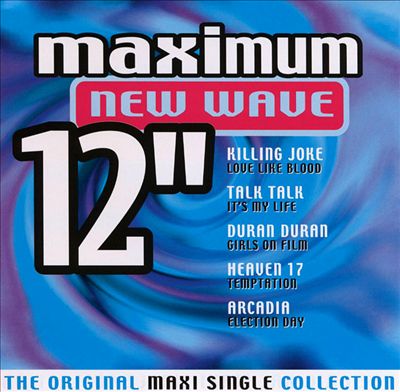 maximum
NEW WAVE
12"
KILLING JOKE
LOVE LIKE BLOOD
TALK TALK
IT'S MY LIFE
DURAN DURAN
GIRLS ON FILM
HEAVEN 17
TEMPTATION
ARCADIA
ELECTION DAY
THE ORIGINAL MAXI SINGLE COLLECTION